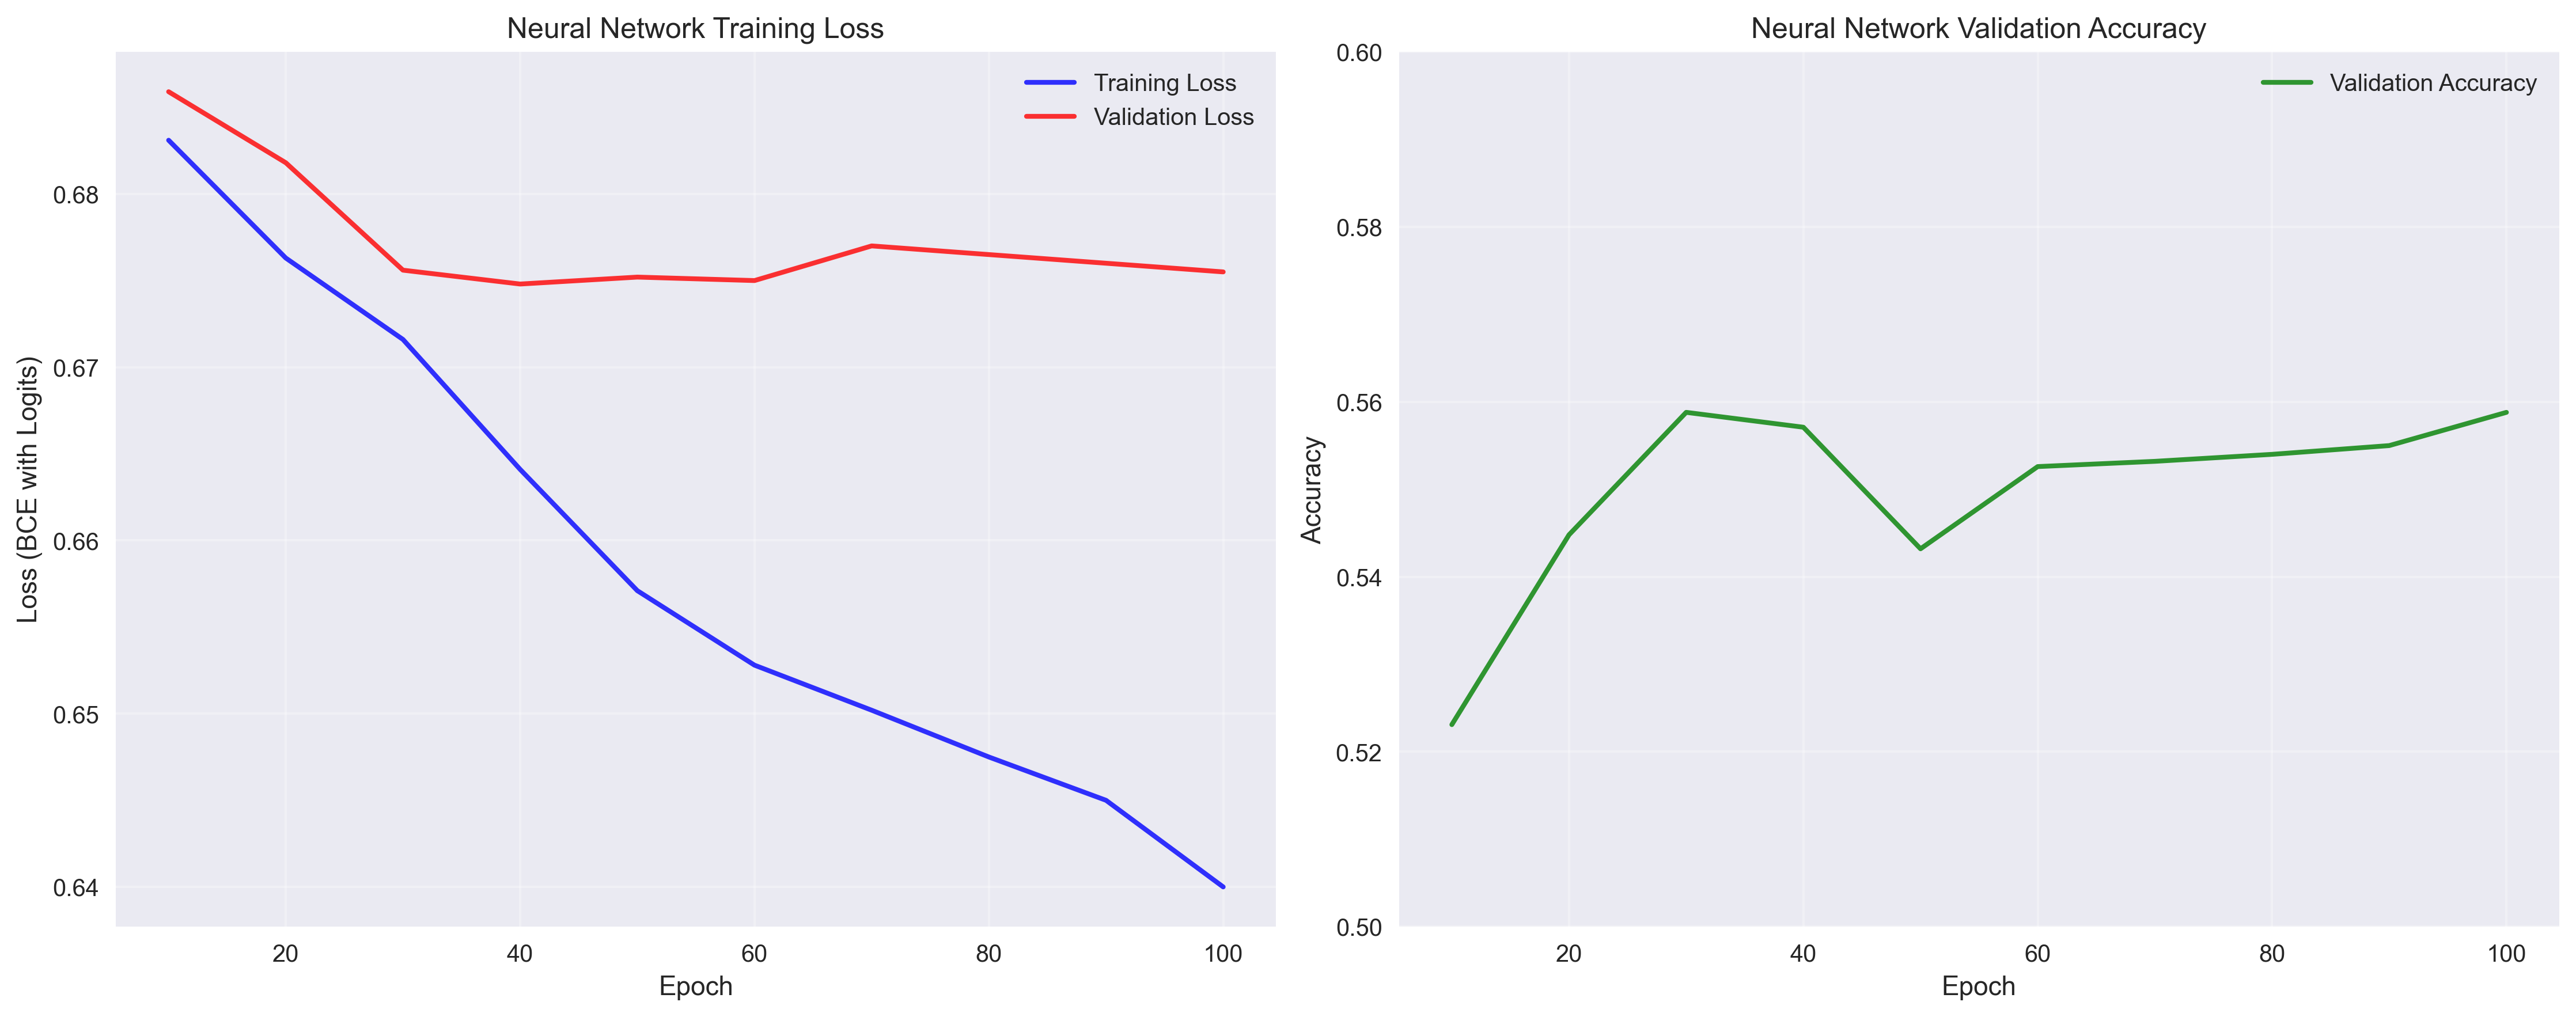 Neural Network Training Loss
Training Loss
Validation Loss
Loss (BCE with Logits)
0.68
0.67
0.66
0.65
0.64
20
40
60
80
100
Epoch
Neural Network Validation Accuracy
Validation Accuracy
Accuracy
0.60
0.58
0.56
0.54
0.52
0.50
20
40
60
80
100
Epoch